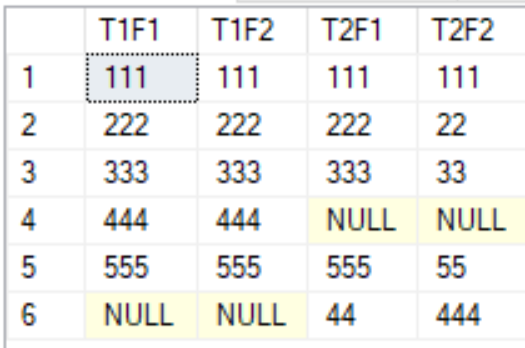 T1F1 T1F2 T2F1 T2F2
1 111 111 111 111
2 222 222 222 22
3 333 333 333 33
4 444 444 NULL NULL
5 555 555 555 55
6 NULL NULL 44 444